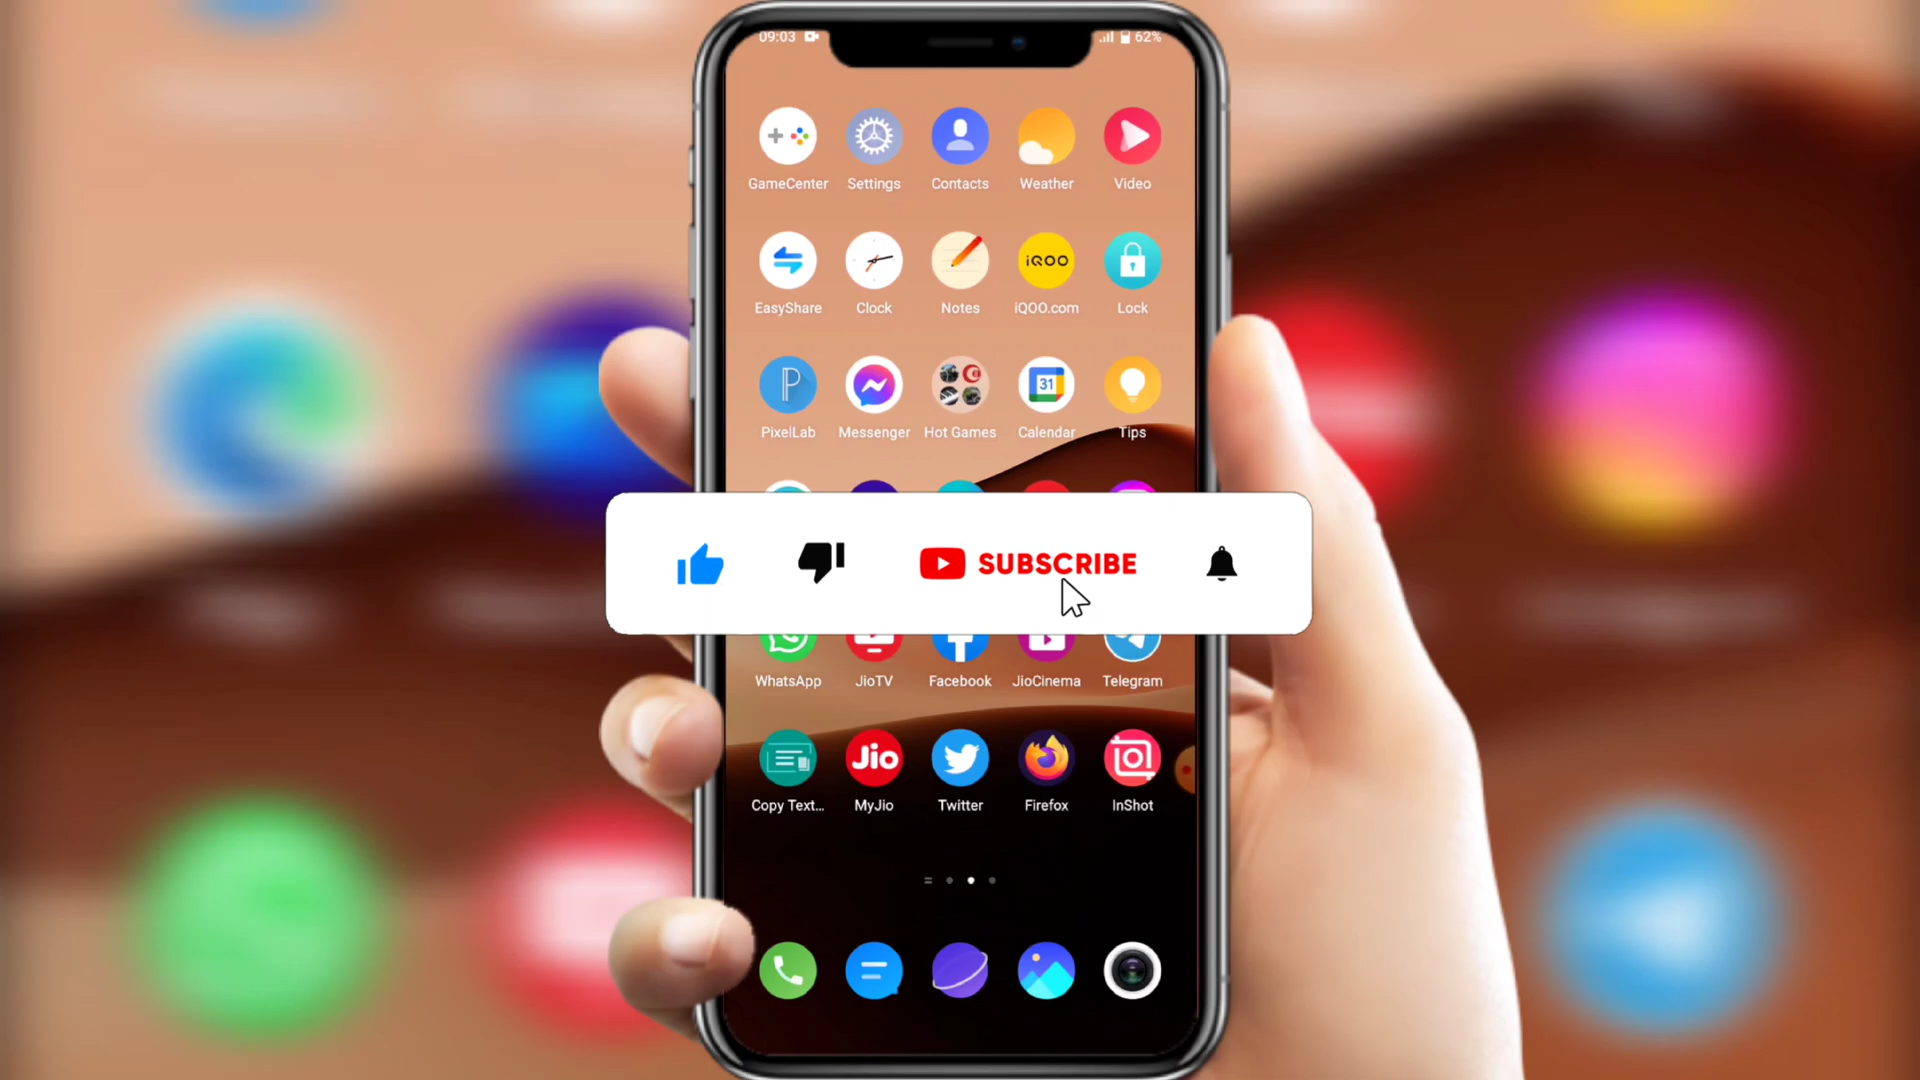 09:03 62%
GameCenter Settings Contacts Weather Video
iQOO
EasyShare Clock Notes iQOO.com Lock
31
PixelLab Messenger Hot Games Calendar Tips
SUBSCRIBE
WhatsApp JioTV Facebook JioCinema Telegram
Jio
Copy Text... MyJio Twitter Firefox InShot